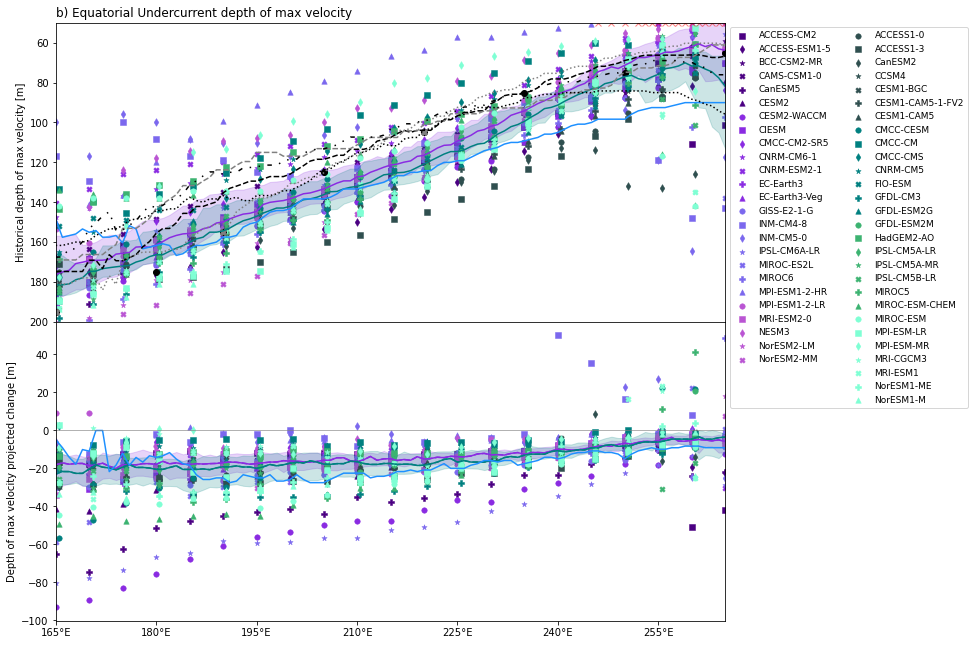 b) Equatorial Undercurrent depth of max velocity
Historical depth of max velocity [m]
60
80
100
120
140
160
180
200
Depth of max velocity projected change [m]
40
20
0
−20
−40
−60
−80
−100
165°E
180°E
195°E
210°E
225°E
240°E
255°E
ACCESS-CM2
ACCESS-ESM1-5
BCC-CSM2-MR
CAMS-CSM1-0
CanESM5
CESM2
CESM2-WACCM
CIESM
CMCC-CM2-SR5
CNRM-CM6-1
CNRM-ESM2-1
EC-Earth3
EC-Earth3-Veg
GISS-E2-1-G
INM-CM4-8
INM-CM5-0
IPSL-CM6A-LR
MIROC-ES2L
MIROC6
MPI-ESM1-2-HR
MPI-ESM1-2-LR
MRI-ESM2-0
NESM3
NorESM2-LM
NorESM2-MM
ACCESS1-0
ACCESS1-3
CanESM2
CCSM4
CESM1-BGC
CESM1-CAM5-1-FV2
CESM1-CAM5
CMCC-CESM
CMCC-CM
CMCC-CMS
CNRM-CM5
FIO-ESM
GFDL-CM3
GFDL-ESM2G
GFDL-ESM2M
HadGEM2-AO
IPSL-CM5A-LR
IPSL-CM5A-MR
IPSL-CM5B-LR
MIROC5
MIROC-ESM-CHEM
MIROC-ESM
MPI-ESM-LR
MPI-ESM-MR
MRI-CGCM3
MRI-ESM1
NorESM1-ME
NorESM1-M